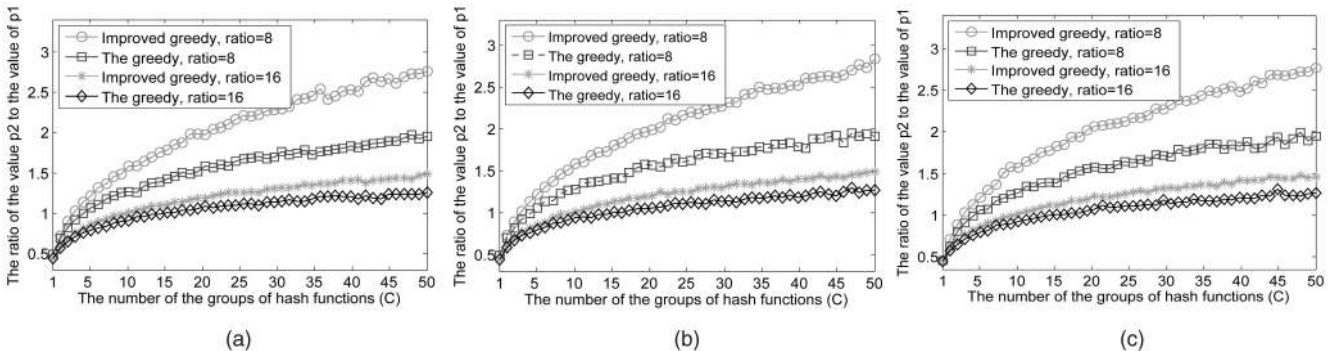 The ratio of the value p2 to the value of p1
3
2.5
2
1.5
1
0.5
Improved greedy, ratio=8
The greedy, ratio=8
Improved greedy, ratio=16
The greedy, ratio=16
1 5 10 15 20 25 30 35 40 45 50
The number of the groups of hash functions (C)
(a)
The ratio of the value p2 to the value of p1
3
2.5
2
1.5
1
0.5
Improved greedy, ratio=8
The greedy, ratio=8
Improved greedy, ratio=16
The greedy, ratio=16
1 5 10 15 20 25 30 35 40 45 50
The number of the groups of hash functions (C)
(b)
The ratio of the value p2 to the value of p1
3
2.5
2
1.5
1
0.5
Improved greedy, ratio=8
The greedy, ratio=8
Improved greedy, ratio=16
The greedy, ratio=16
1 5 10 15 20 25 30 35 40 45 50
The number of the groups of hash functions (C)
(c)